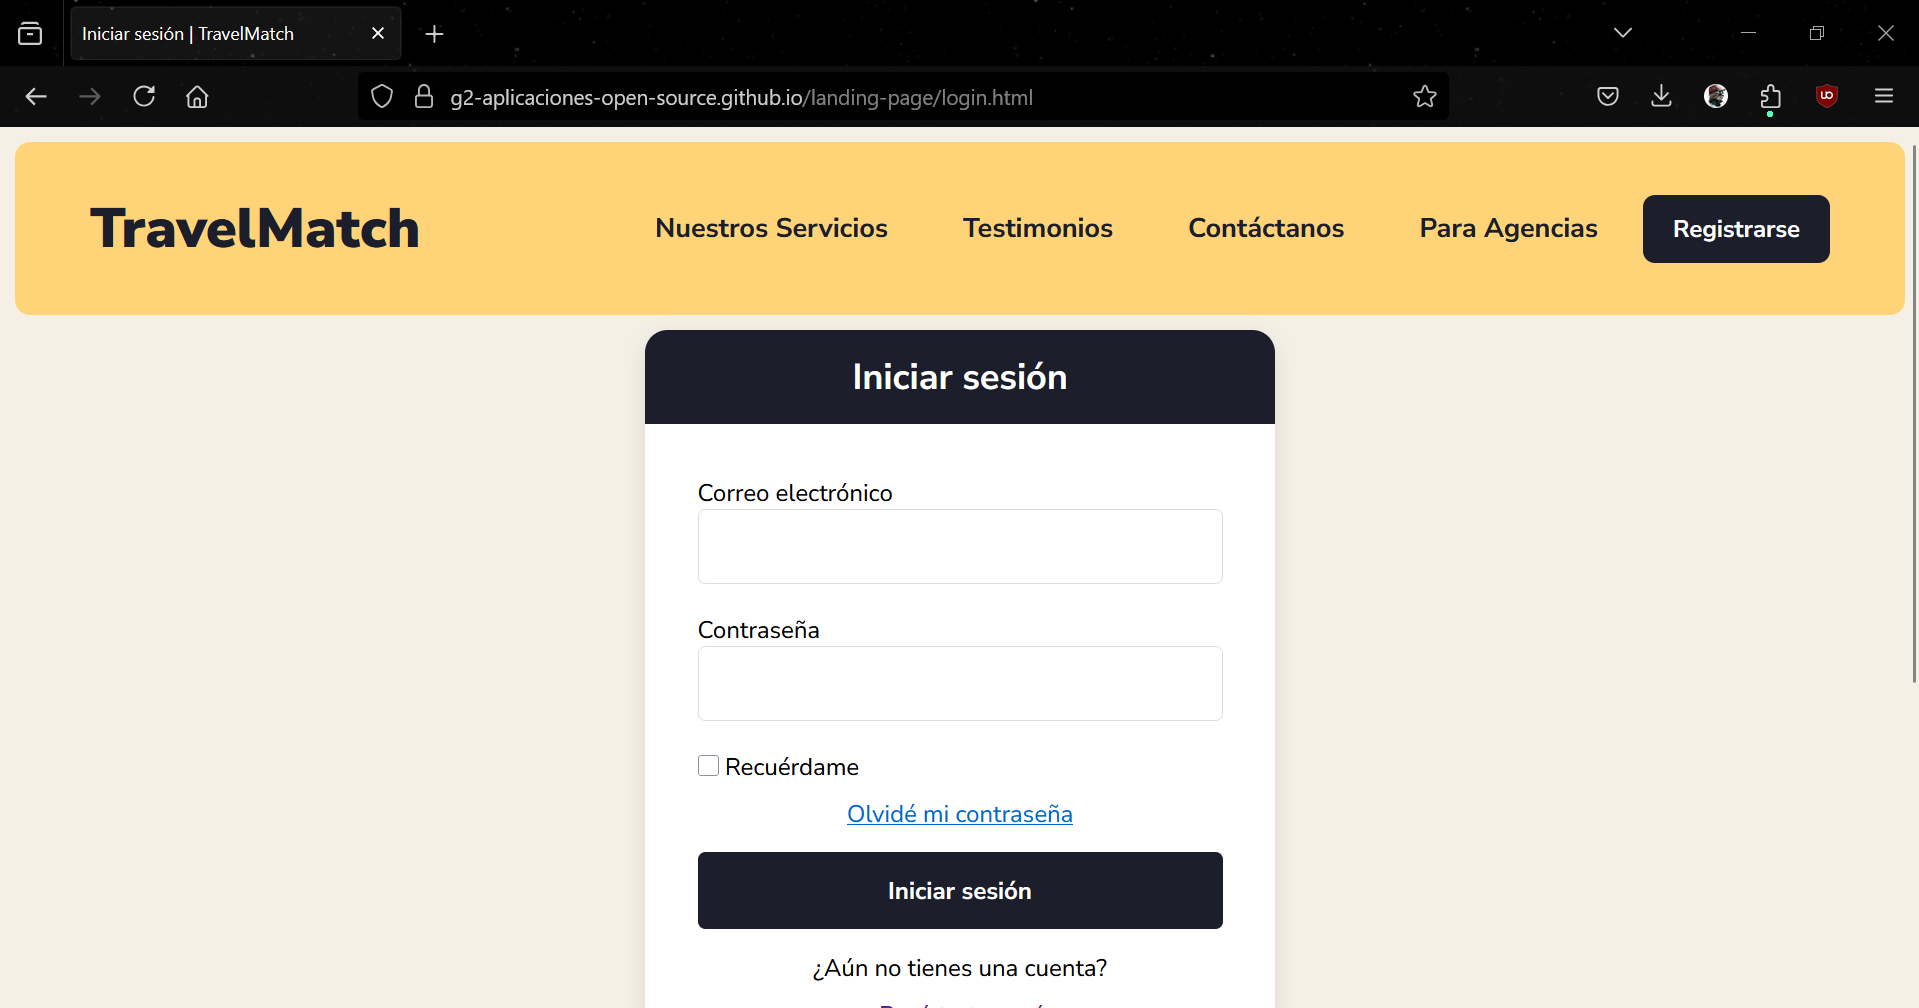 Iniciar sesión | TravelMatch
g2-aplicaciones-open-source.github.io/landing-page/login.html
TravelMatch
Nuestros Servicios
Testimonios
Contáctanos
Para Agencias
Registrarse
Iniciar sesión
Correo electrónico
Contraseña
Recuérdame
Olvidé mi contraseña
Iniciar sesión
¿Aún no tienes una cuenta?